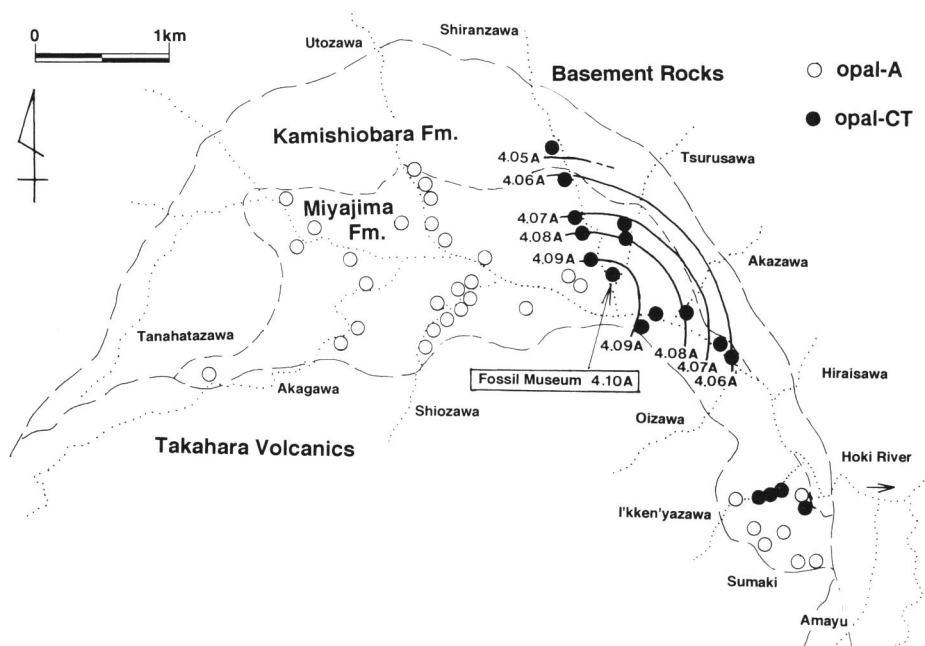 0
1km
Utozawa
Shiranzawa
Basement Rocks
opal-A
opal-CT
Kamishiobara Fm.
Tsurusawa
4.05A
4.06A
Miyajima
Fm.
4.07A
4.08A
4.09A
Akazawa
Tanahatazawa
4.09A
4.08A
4.07A
4.06A
Hiraisawa
Akagawa
Fossil Museum 4.10A
Shiozawa
Oizawa
Takahara Volcanics
Hoki River
I'kken'yazawa
Sumaki
Amayu